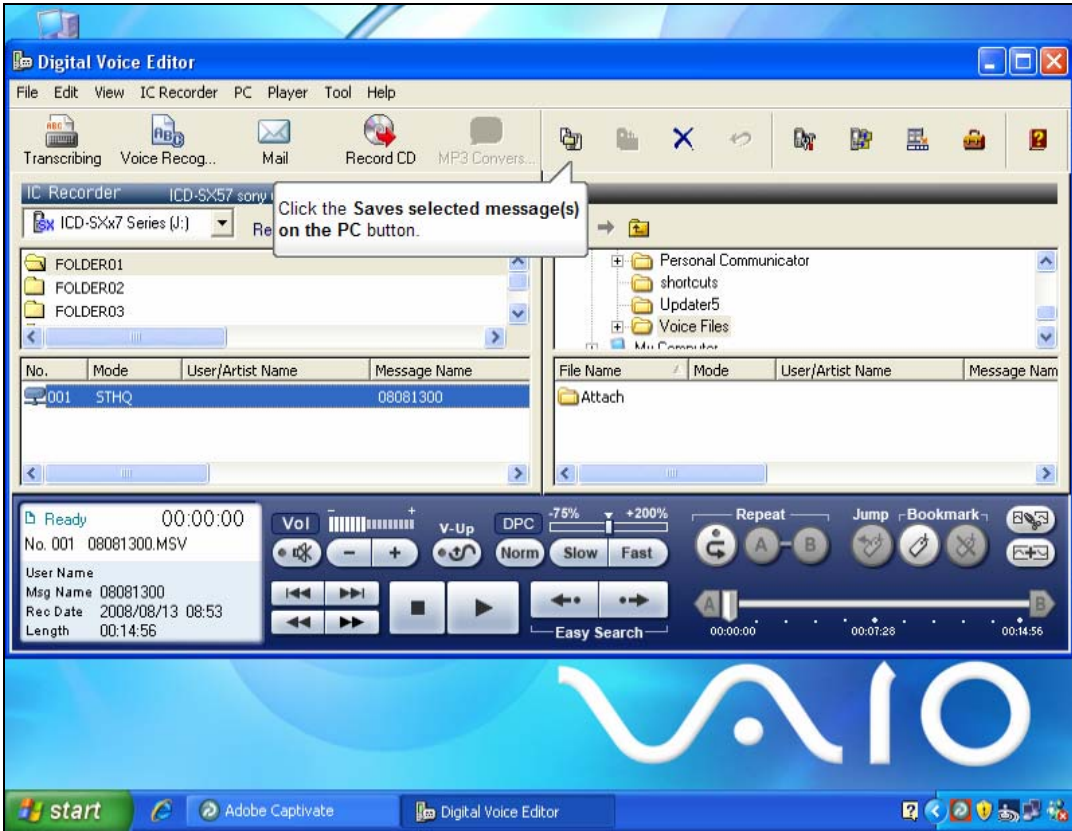 Digital Voice Editor
File Edit View IC Recorder PC Player Tool Help
Transcribing Voice Recog... Mail Record CD MP3 Convers...
IC Recorder ICD-SX57 sony
Click the Saves selected message(s)
on the PC button.
ICD-SXx7 Series (J:) Re
FOLDER01
FOLDER02
FOLDER03
Personal Communicator
shortcuts
Updater5
Voice Files
My Computer
No. Mode User/Artist Name Message Name
001 STHQ 08081300
File Name Mode User/Artist Name Message Nam
Attach
Ready 00:00:00
No. 001 08081300.MSV
User Name
Msg Name 08081300
Rec Date 2008/08/13 08:53
Length 00:14:56
Vol - + V-Up DPC -75% +200%
- + Norm Slow Fast
Easy Search
Repeat Jump Bookmark
A - B
A B
00:00:00 00:07:28 00:14:56
VAIO
start Adobe Captivate Digital Voice Editor